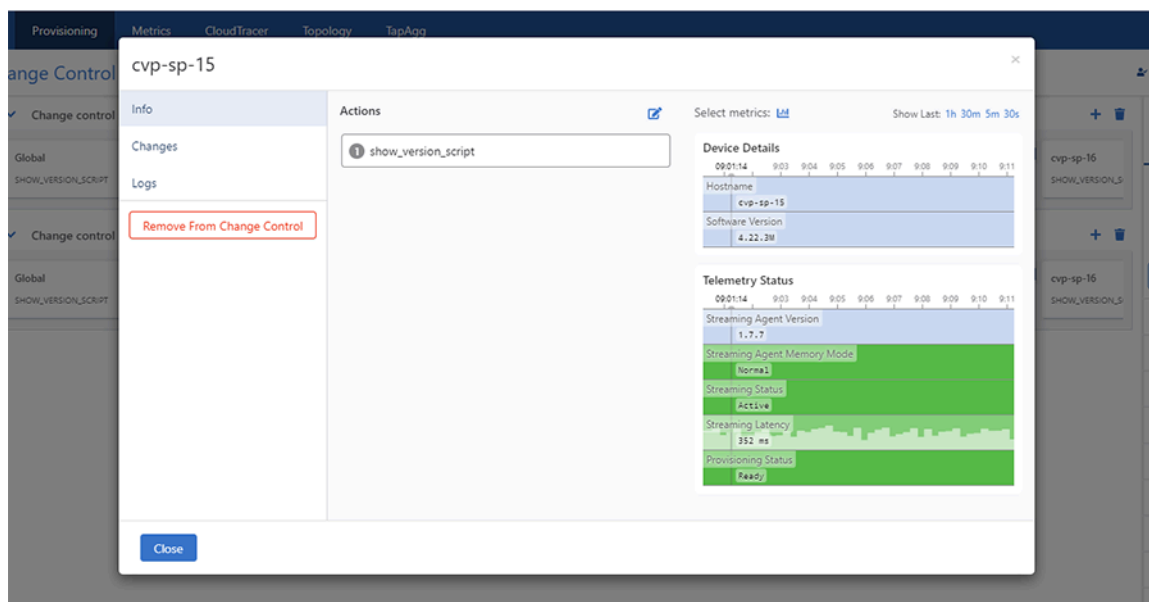 Provisioning Metrics CloudTracer Topology TapAgg
ange Control
Change control
Global
SHOW_VERSION_SCRIPT
Change control
Global
SHOW_VERSION_SCRIPT
cvp-sp-15
×
Info
Changes
Logs
Remove From Change Control
Actions
1 show_version_script
Select metrics:
Show Last: 1h 30m 5m 30s
Device Details
09:01:14 9:03 9:04 9:05 9:06 9:07 9:08 9:09 9:10 9:11
Hostname
cvp-sp-15
Software Version
4.22.3M
Telemetry Status
09:01:14 9:03 9:04 9:05 9:06 9:07 9:08 9:09 9:10 9:11
Streaming Agent Version
1.7.7
Streaming Agent Memory Mode
Normal
Streaming Status
Active
Streaming Latency
352 ms
Provisioning Status
Ready
Close
cvp-sp-16
SHOW_VERSION_S
cvp-sp-16
SHOW_VERSION_S